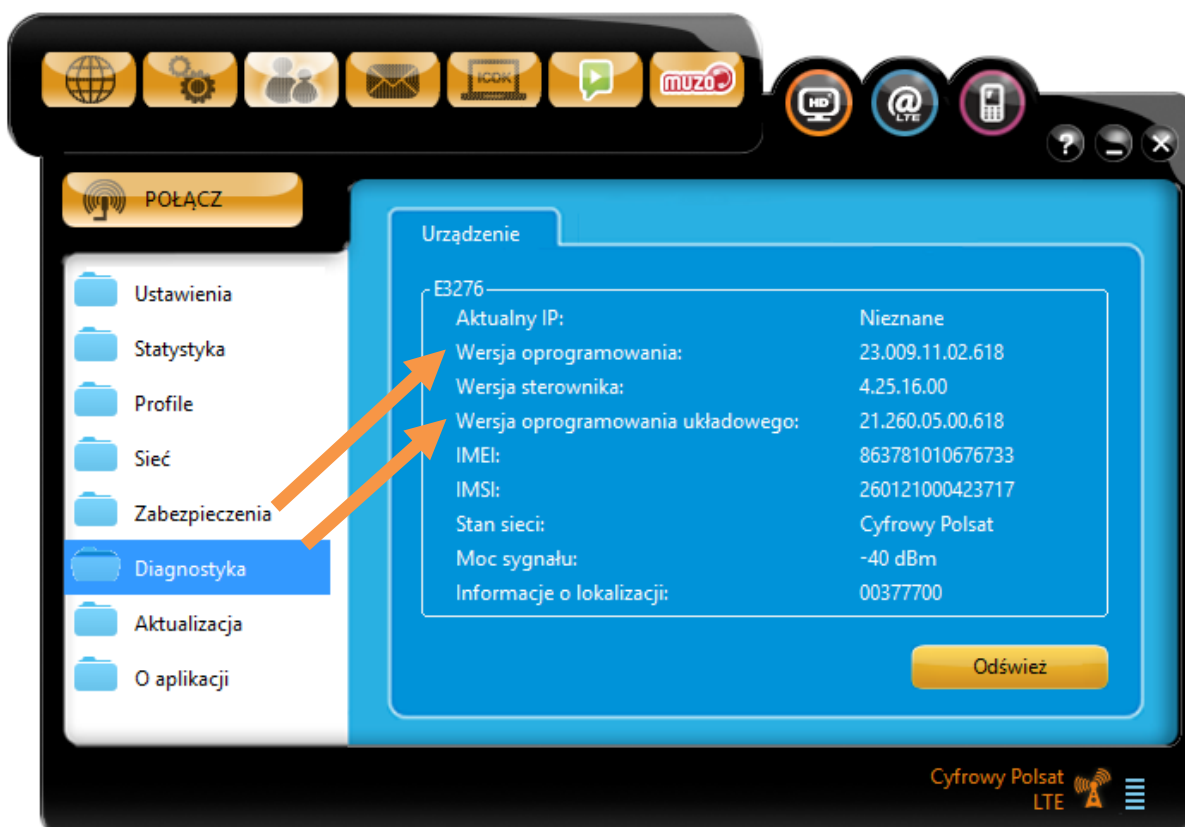 ICOK
muzo
HD
@
LTE
?
POŁĄCZ
Urządzenie
Ustawienia
Statystyka
Profile
Sieć
Zabezpieczenia
Diagnostyka
Aktualizacja
O aplikacji
E3276
Aktualny IP: Nieznane
Wersja oprogramowania: 23.009.11.02.618
Wersja sterownika: 4.25.16.00
Wersja oprogramowania układowego: 21.260.05.00.618
IMEI: 863781010676733
IMSI: 260121000423717
Stan sieci: Cyfrowy Polsat
Moc sygnału: -40 dBm
Informacje o lokalizacji: 00377700
Odśwież
Cyfrowy Polsat
LTE